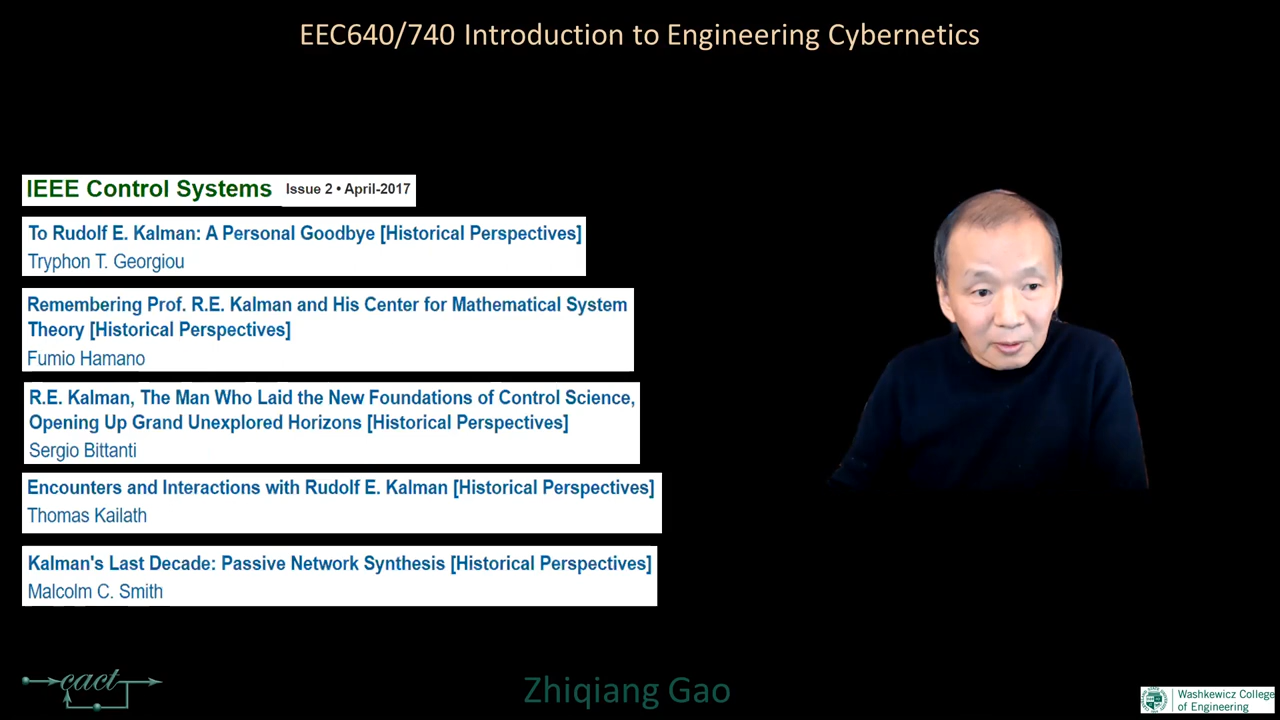 EEC640/740 Introduction to Engineering Cybernetics
IEEE Control Systems Issue 2 • April-2017
To Rudolf E. Kalman: A Personal Goodbye [Historical Perspectives]
Tryphon T. Georgiou
Remembering Prof. R.E. Kalman and His Center for Mathematical System
Theory [Historical Perspectives]
Fumio Hamano
R.E. Kalman, The Man Who Laid the New Foundations of Control Science,
Opening Up Grand Unexplored Horizons [Historical Perspectives]
Sergio Bittanti
Encounters and Interactions with Rudolf E. Kalman [Historical Perspectives]
Thomas Kailath
Kalman's Last Decade: Passive Network Synthesis [Historical Perspectives]
Malcolm C. Smith
cact
Zhiqiang Gao
Washkewicz College
of Engineering